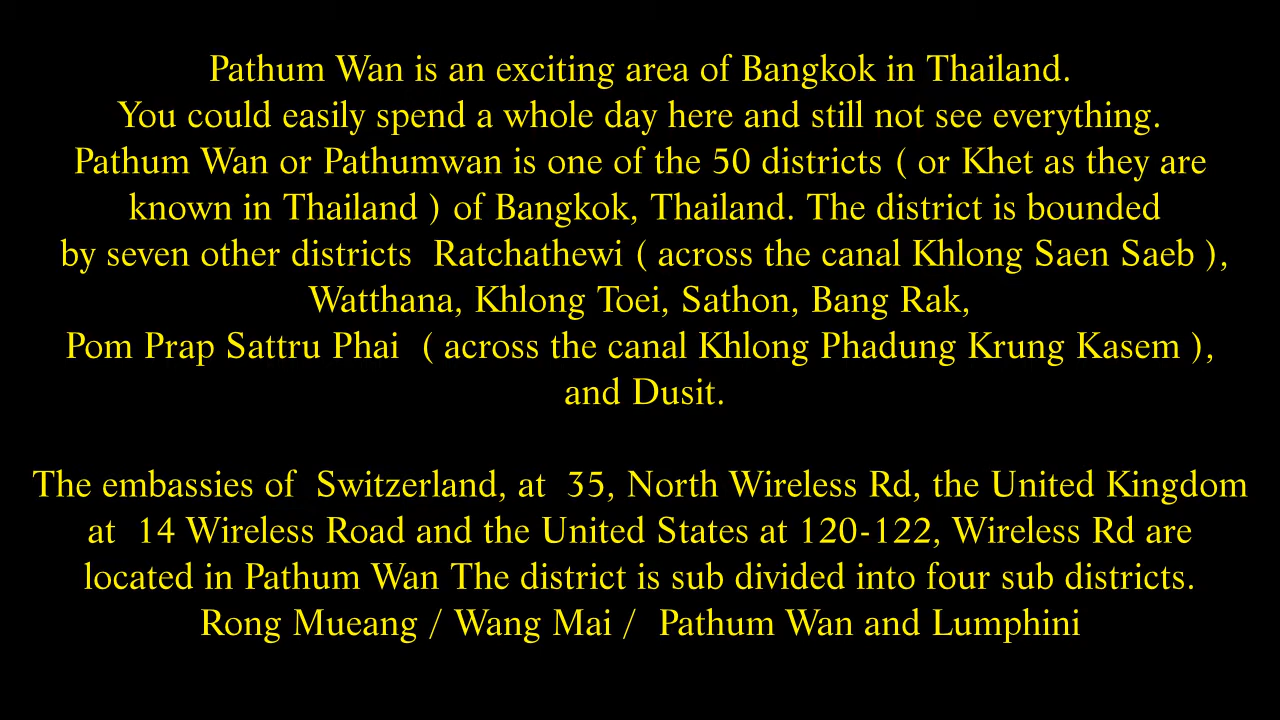 Pathum Wan is an exciting area of Bangkok in Thailand.
You could easily spend a whole day here and still not see everything.
Pathum Wan or Pathumwan is one of the 50 districts ( or Khet as they are
known in Thailand ) of Bangkok, Thailand. The district is bounded
by seven other districts  Ratchathewi ( across the canal Khlong Saen Saeb ),
Watthana, Khlong Toei, Sathon, Bang Rak,
Pom Prap Sattru Phai  ( across the canal Khlong Phadung Krung Kasem ),
and Dusit.
The embassies of  Switzerland, at  35, North Wireless Rd, the United Kingdom
at  14 Wireless Road and the United States at 120-122, Wireless Rd are
located in Pathum Wan The district is sub divided into four sub districts.
Rong Mueang / Wang Mai /  Pathum Wan and Lumphini